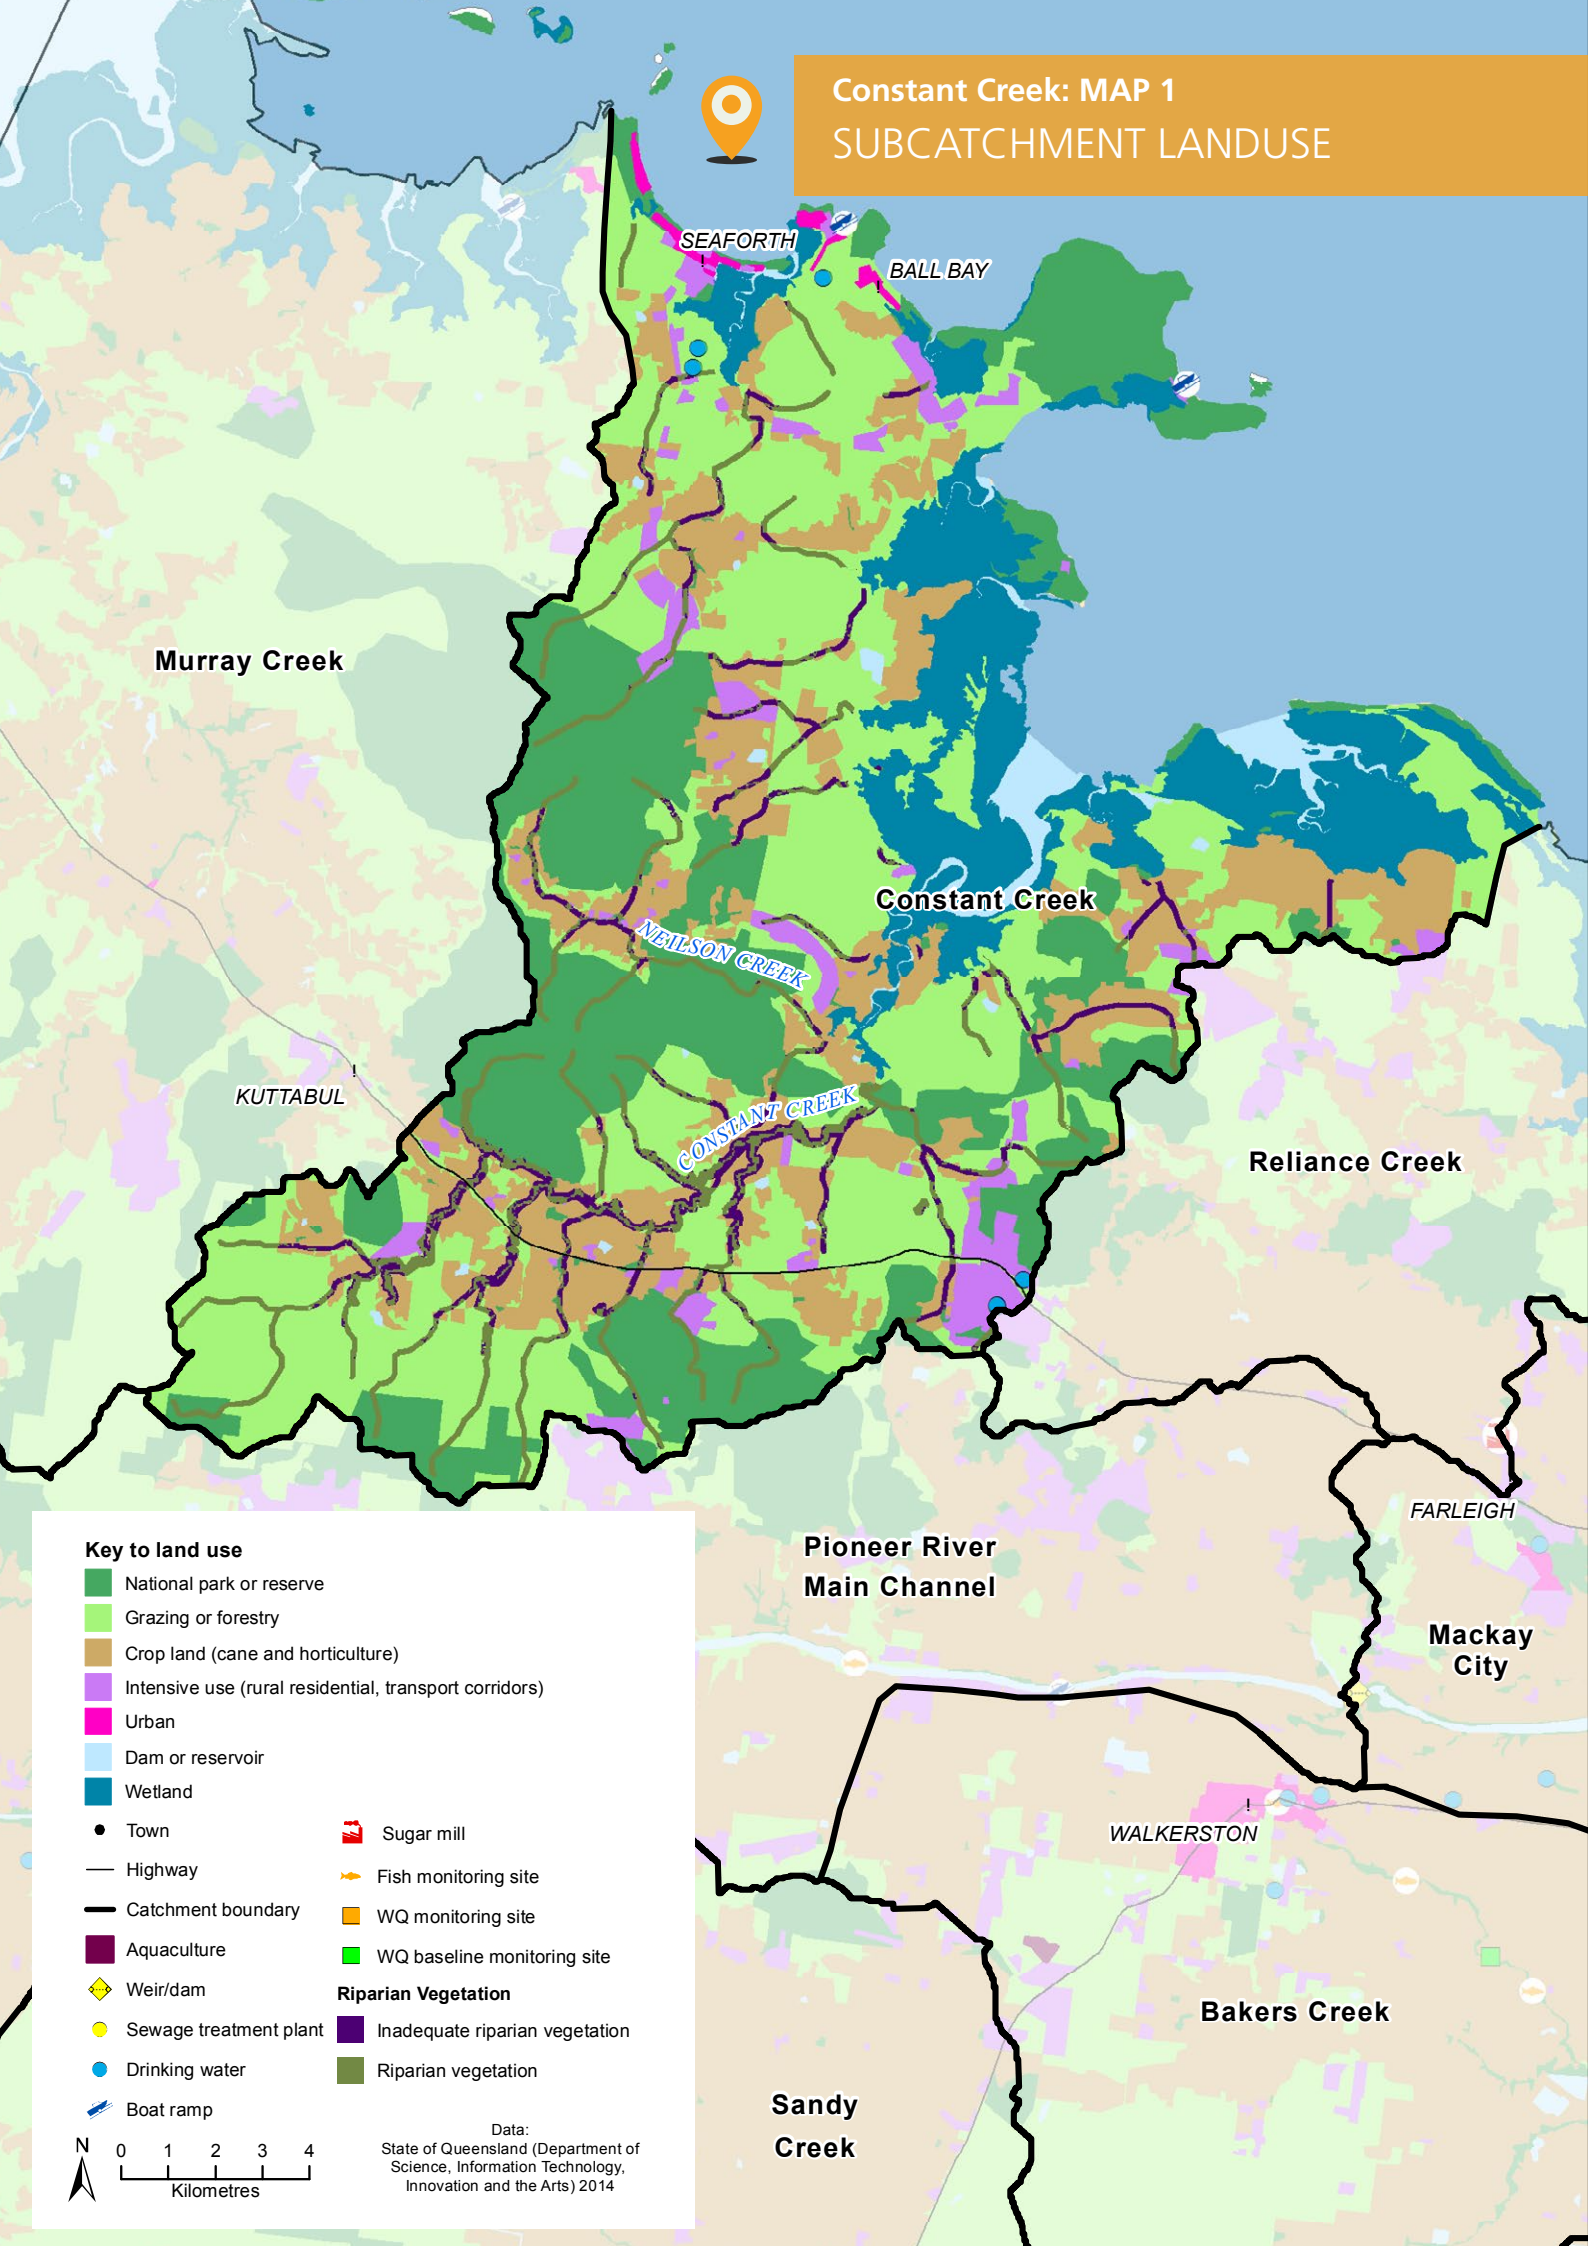 Constant Creek: MAP 1
SUBCATCHMENT LANDUSE
SEAFORTH
BALL BAY
Murray Creek
Constant Creek
NEILSON CREEK
KUTTABUL
CONSTANT CREEK
Reliance Creek
FARLEIGH
Pioneer River
Main Channel
Mackay
City
WALKERSTON
Bakers Creek
Sandy
Creek
Key to land use
National park or reserve
Grazing or forestry
Crop land (cane and horticulture)
Intensive use (rural residential, transport corridors)
Urban
Dam or reservoir
Wetland
Town
Highway
Catchment boundary
Aquaculture
Weir/dam
Sewage treatment plant
Drinking water
Boat ramp
Sugar mill
Fish monitoring site
WQ monitoring site
WQ baseline monitoring site
Riparian Vegetation
Inadequate riparian vegetation
Riparian vegetation
N
0 1 2 3 4
Kilometres
Data:
State of Queensland (Department of
Science, Information Technology,
Innovation and the Arts) 2014